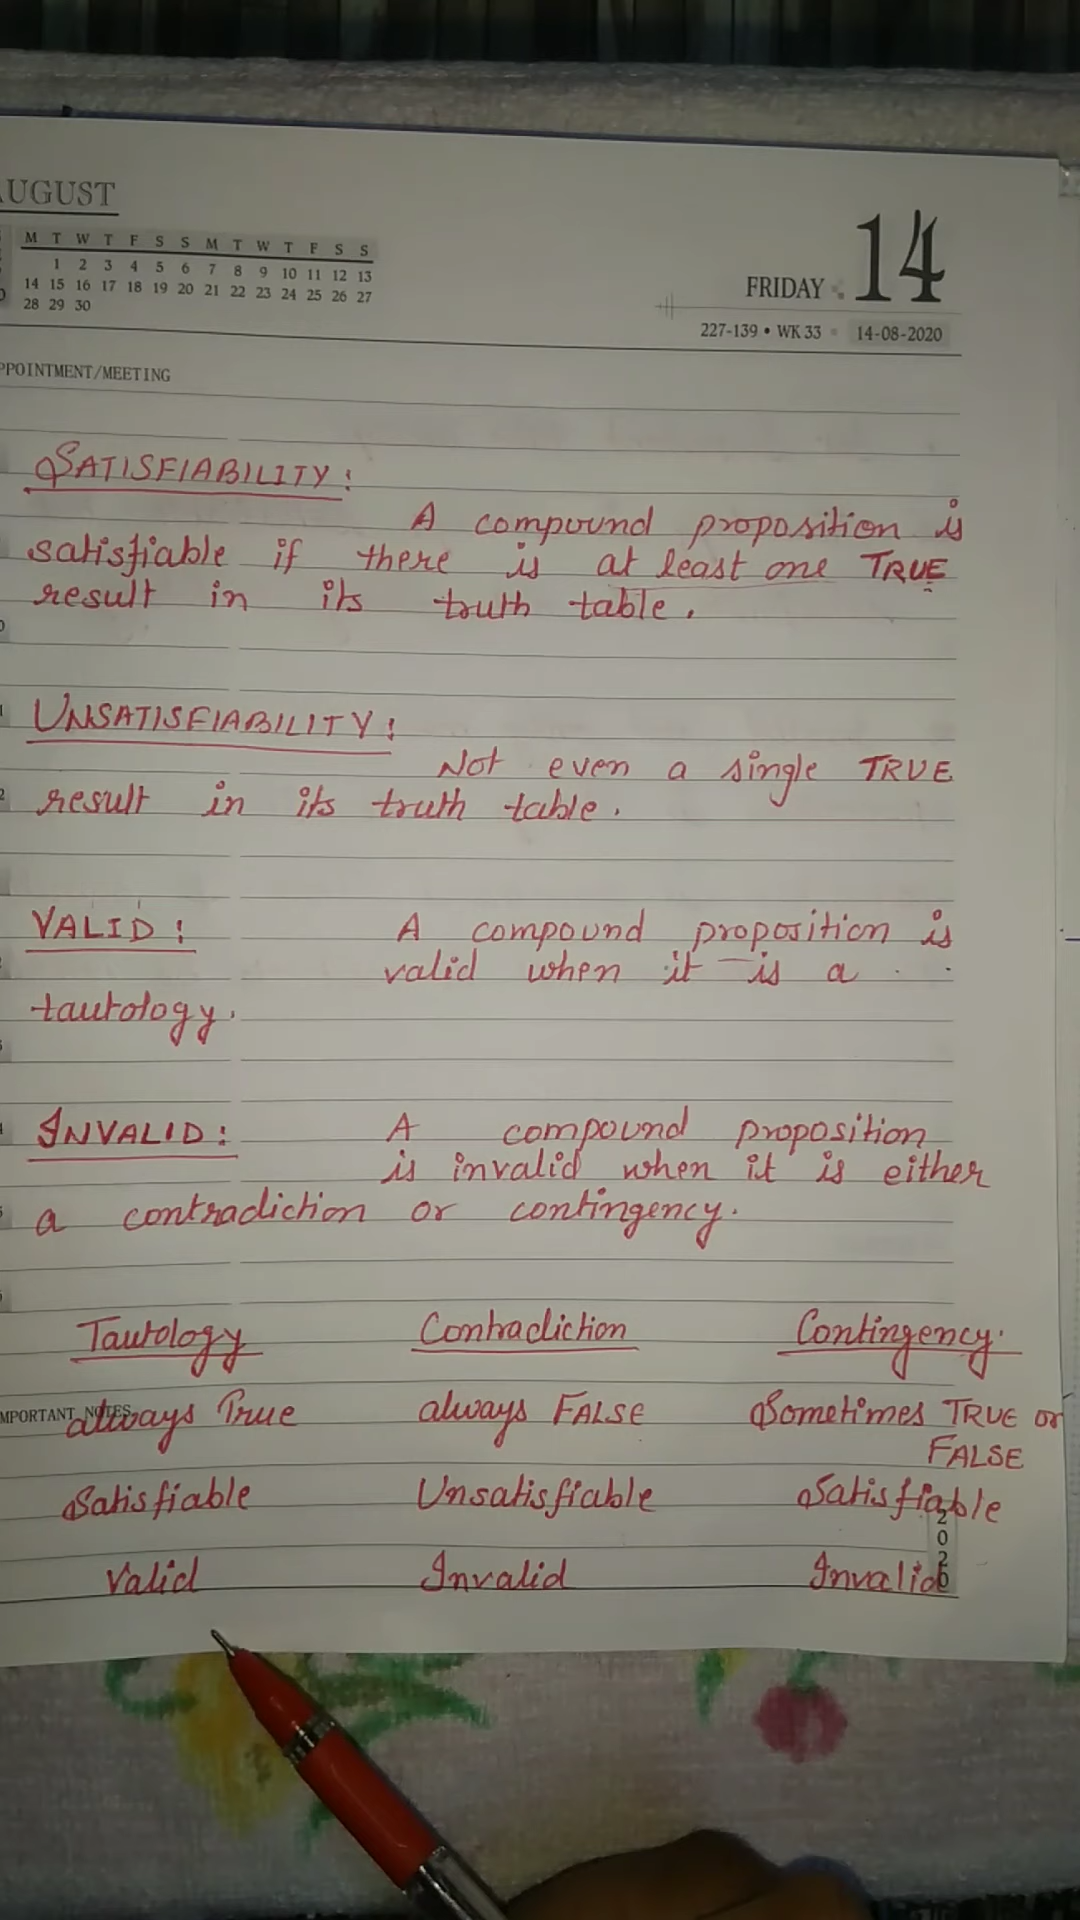 AUGUST
M T W T F S S M T W T F S S
1 2 3 4 5 6 7 8 9 10 11 12 13
14 15 16 17 18 19 20 21 22 23 24 25 26 27
28 29 30
14
FRIDAY
227-139 • WK 33 14-08-2020
PPOINTMENT/MEETING
SATISFIABILITY:
A compound proposition is
satisfiable if there is at least one TRUE
result in its truth table.
UNSATISFIABILITY:
Not even a single TRUE
result in its truth table.
VALID: A compound proposition is
valid when it is a
tautology.
INVALID: A compound proposition
is invalid when it is either
a contradiction or contingency.
Tautology Contradiction Contingency.
MPORTANT NOTES
always True always FALSE Sometimes TRUE or
FALSE
Satisfiable Unsatisfiable Satisfiable
Valid Invalid Invalid
2020